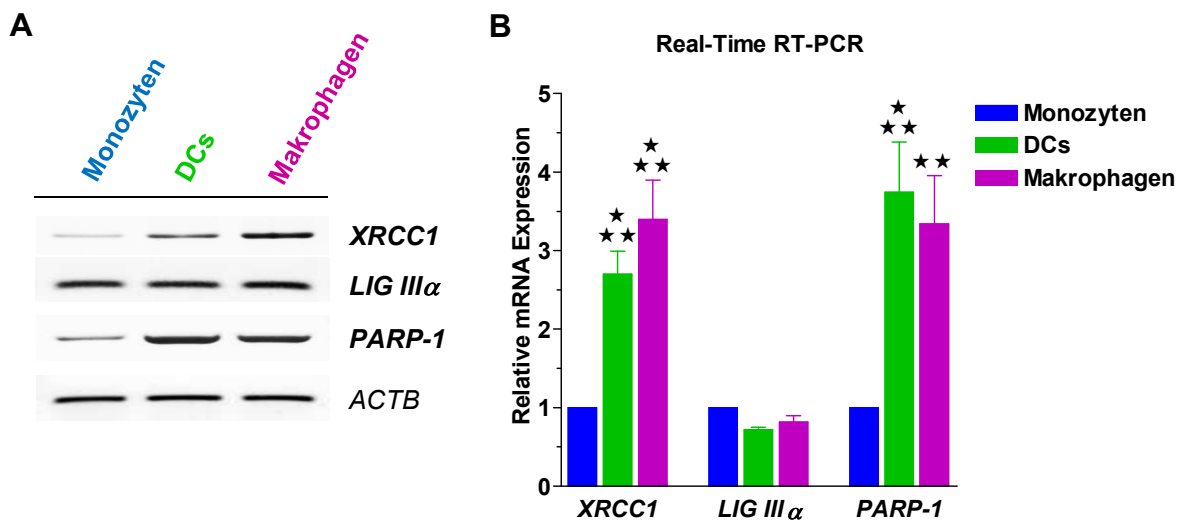 A
Monozyten
DCs
Makrophagen
XRCC1
LIG IIIα
PARP-1
ACTB
B
Real-Time RT-PCR
Relative mRNA Expression
5
4
3
2
1
0
★
★★
★
★★
★
★★
★★
XRCC1
LIG IIIα
PARP-1
Monozyten
DCs
Makrophagen